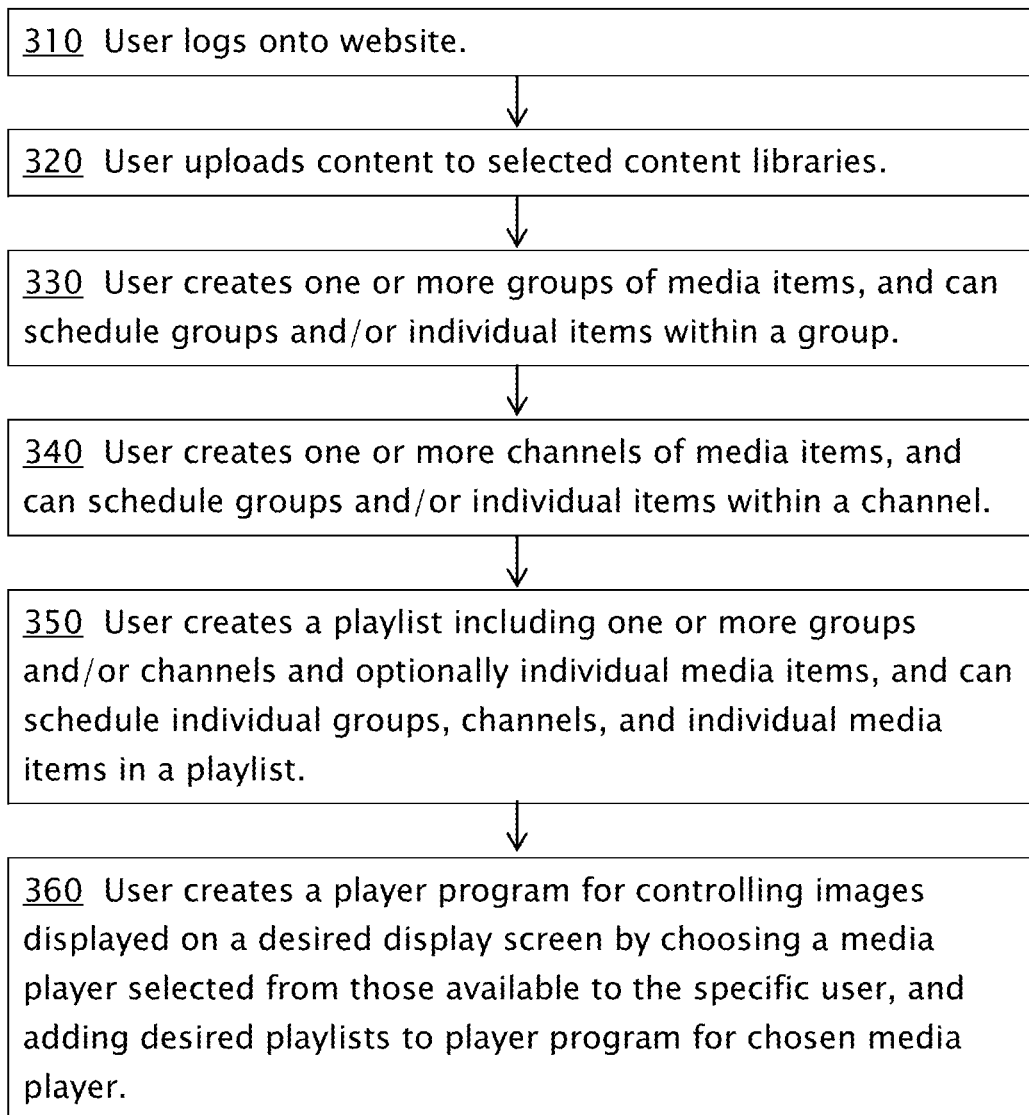 310 User logs onto website.
320 User uploads content to selected content libraries.
330 User creates one or more groups of media items, and can
schedule groups and/or individual items within a group.
340 User creates one or more channels of media items, and
can schedule groups and/or individual items within a channel.
350 User creates a playlist including one or more groups
and/or channels and optionally individual media items, and can
schedule individual groups, channels, and individual media
items in a playlist.
360 User creates a player program for controlling images
displayed on a desired display screen by choosing a media
player selected from those available to the specific user, and
adding desired playlists to player program for chosen media
player.